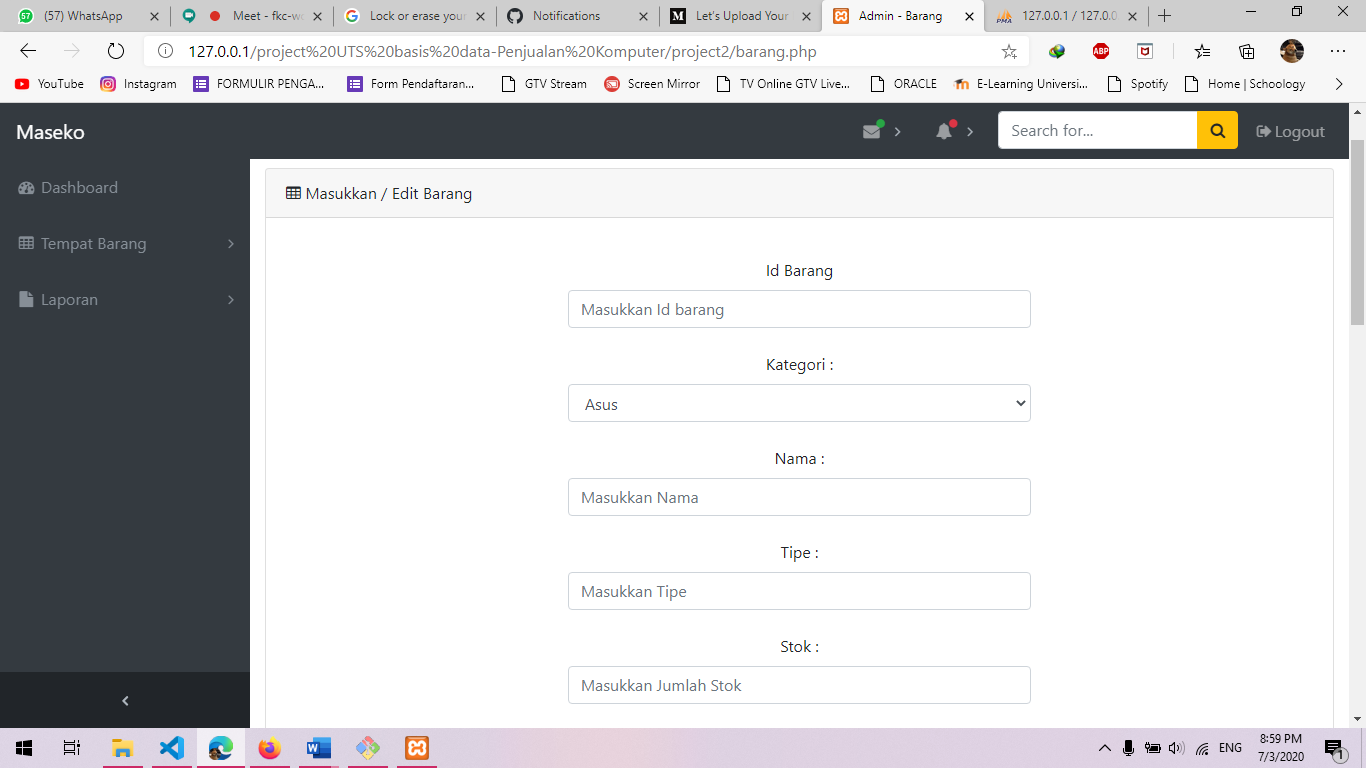 (57) WhatsApp
Meet - fkc-w
Lock or erase your
Notifications
Let's Upload Your
Admin - Barang
127.0.0.1 / 127.0.0
127.0.0.1/project%20UTS%20basis%20data-Penjualan%20Komputer/project2/barang.php
ABP
YouTube
Instagram
FORMULIR PENGA...
Form Pendaftaran...
GTV Stream
Screen Mirror
TV Online GTV Live...
ORACLE
E-Learning Universi...
Spotify
Home | Schoology
Maseko
Search for...
Logout
Dashboard
Tempat Barang
Laporan
Masukkan / Edit Barang
Id Barang
Masukkan Id barang
Kategori :
Asus
Nama :
Masukkan Nama
Tipe :
Masukkan Tipe
Stok :
Masukkan Jumlah Stok
ENG
8:59 PM
7/3/2020
1